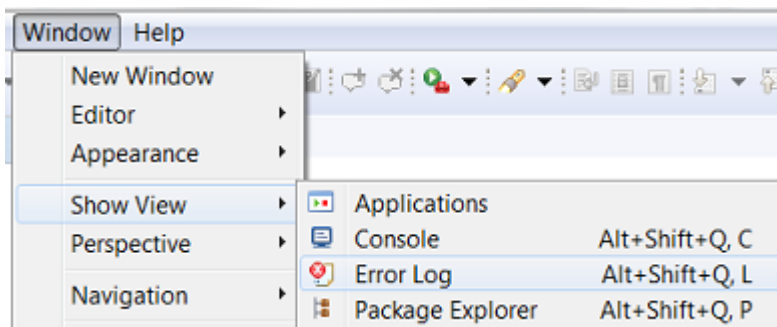 Window Help
New Window
Editor
Appearance
Show View
Applications
Perspective
Console Alt+Shift+Q, C
Error Log Alt+Shift+Q, L
Navigation
Package Explorer Alt+Shift+Q, P